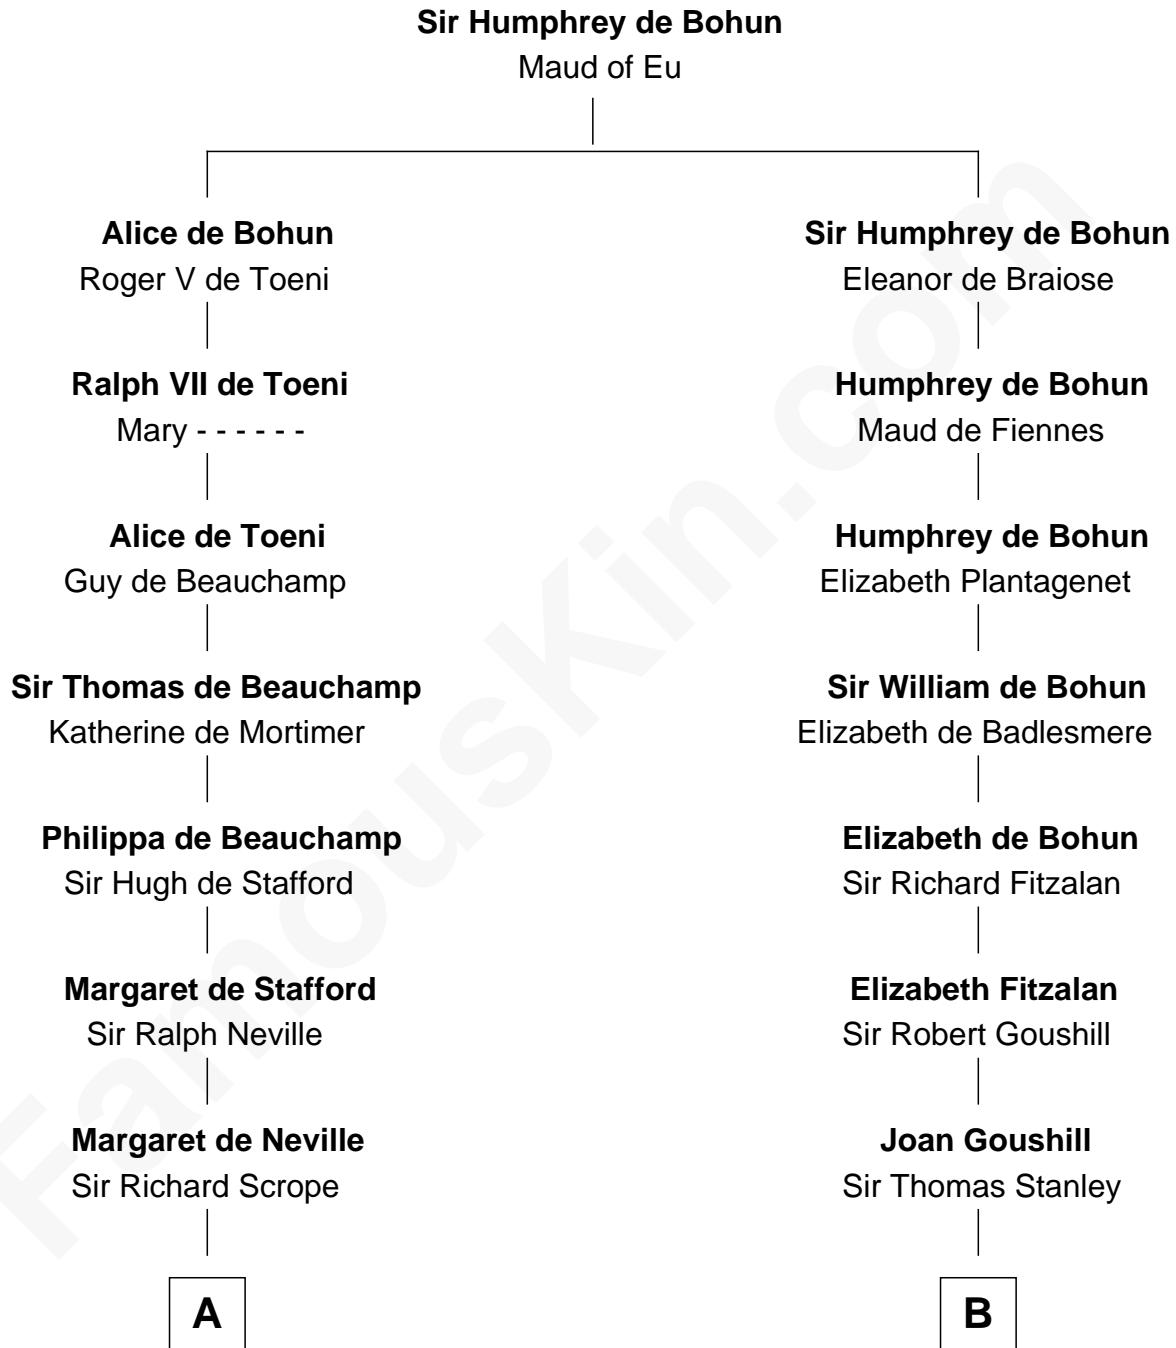 Sir Humphrey de Bohun
Maud of Eu
Alice de Bohun
Roger V de Toeni
Sir Humphrey de Bohun
Eleanor de Braiose
Ralph VII de Toeni
Mary - - - - - -
Humphrey de Bohun
Maud de Fiennes
Alice de Toeni
Guy de Beauchamp
Humphrey de Bohun
Elizabeth Plantagenet
Sir Thomas de Beauchamp
Katherine de Mortimer
Sir William de Bohun
Elizabeth de Badlesmere
Philippa de Beauchamp
Sir Hugh de Stafford
Elizabeth de Bohun
Sir Richard Fitzalan
Margaret de Stafford
Sir Ralph Neville
Elizabeth Fitzalan
Sir Robert Goushill
Margaret de Neville
Sir Richard Scrope
Joan Goushill
Sir Thomas Stanley
A
B
FamousKin.com